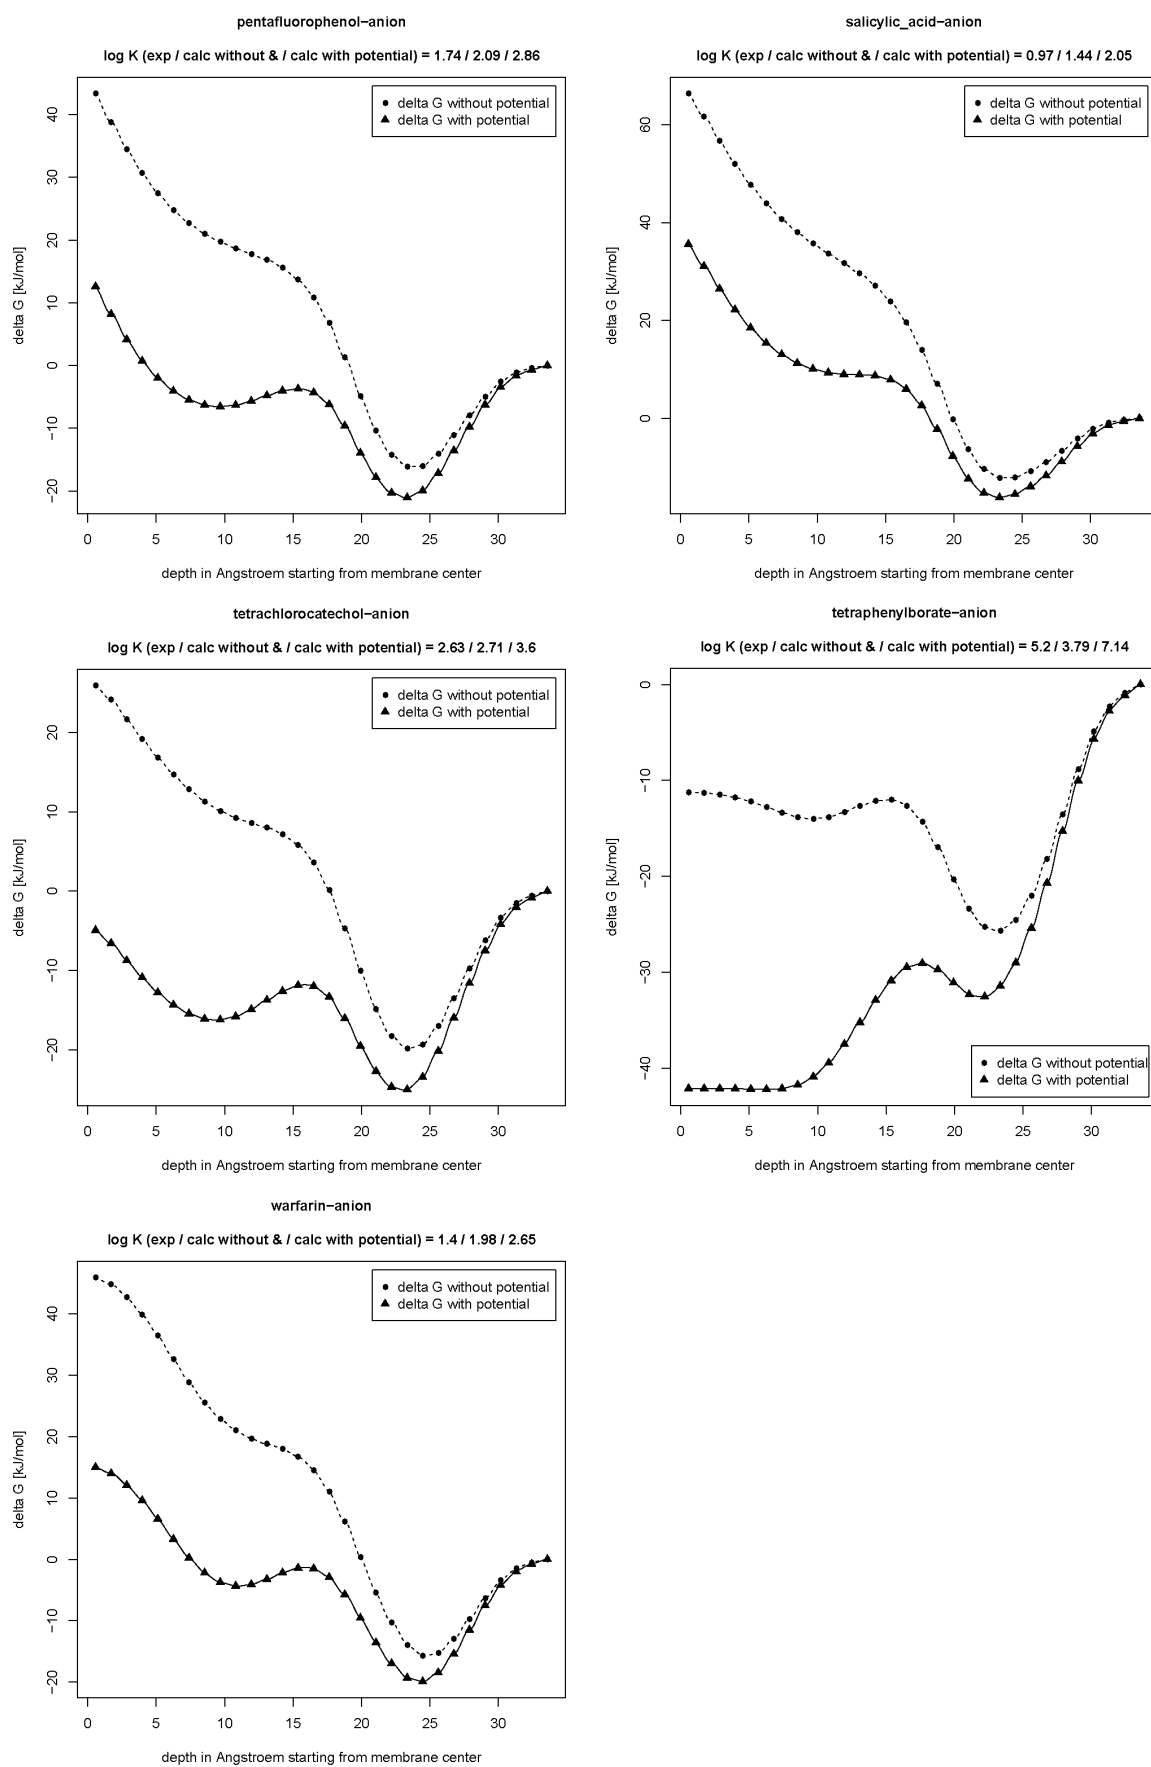 pentafluorophenol−anion
log K (exp / calc without & / calc with potential) = 1.74 / 2.09 / 2.86
delta G without potential
delta G with potential
delta G [kJ/mol]
40
30
20
10
0
−10
−20
0 5 10 15 20 25 30
depth in Angstroem starting from membrane center
salicylic_acid−anion
log K (exp / calc without & / calc with potential) = 0.97 / 1.44 / 2.05
delta G without potential
delta G with potential
delta G [kJ/mol]
60
40
20
0
0 5 10 15 20 25 30
depth in Angstroem starting from membrane center
tetrachlorocatechol−anion
log K (exp / calc without & / calc with potential) = 2.63 / 2.71 / 3.6
delta G without potential
delta G with potential
delta G [kJ/mol]
20
10
0
−10
−20
0 5 10 15 20 25 30
depth in Angstroem starting from membrane center
tetraphenylborate−anion
log K (exp / calc without & / calc with potential) = 5.2 / 3.79 / 7.14
delta G [kJ/mol]
0
−10
−20
−30
−40
delta G without potential
delta G with potential
0 5 10 15 20 25 30
depth in Angstroem starting from membrane center
warfarin−anion
log K (exp / calc without & / calc with potential) = 1.4 / 1.98 / 2.65
delta G without potential
delta G with potential
delta G [kJ/mol]
40
30
20
10
0
−10
−20
0 5 10 15 20 25 30
depth in Angstroem starting from membrane center